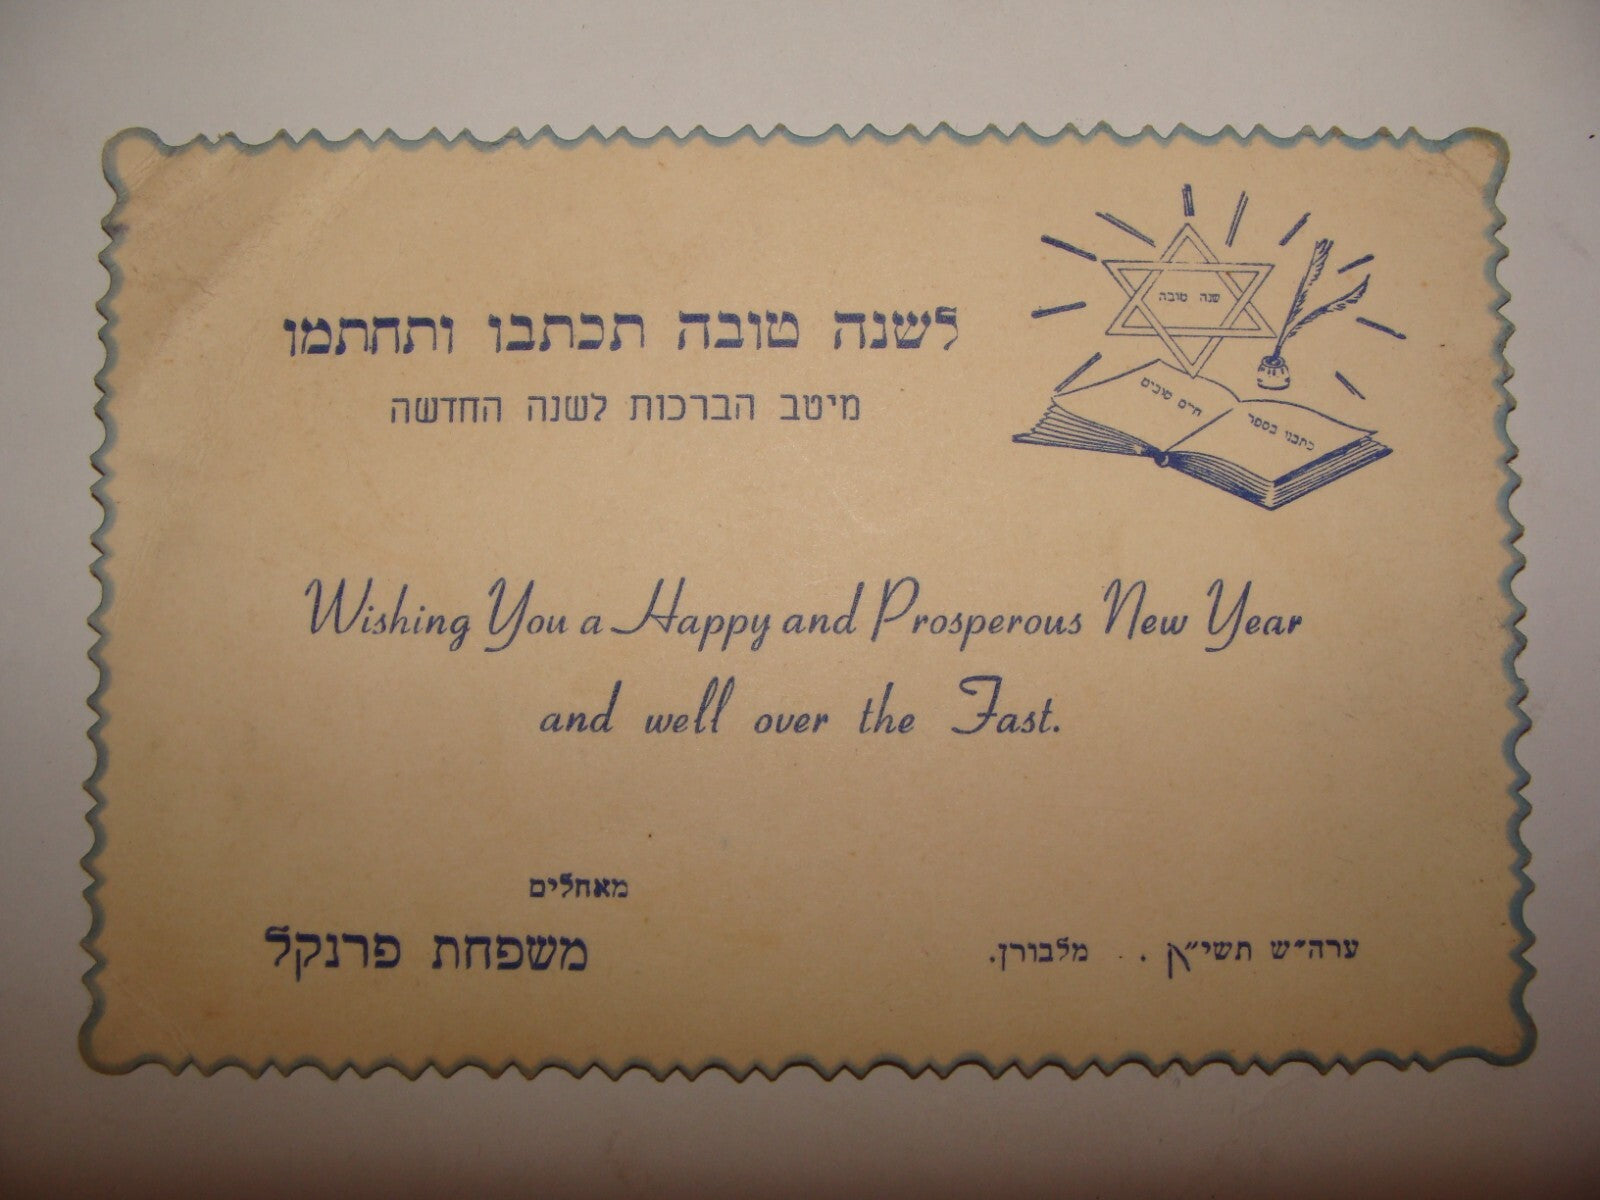 לשנה טובה תכתבו ותחתמו
מיטב הברכות לשנה החדשה
שנה טובה
כתבני בספר
חיים טובים
Wishing You a Happy and Prosperous New Year
and well over the Fast.
מאחלים
משפחת פרנקל
ערה״ש תשי״א . . מלבורן.